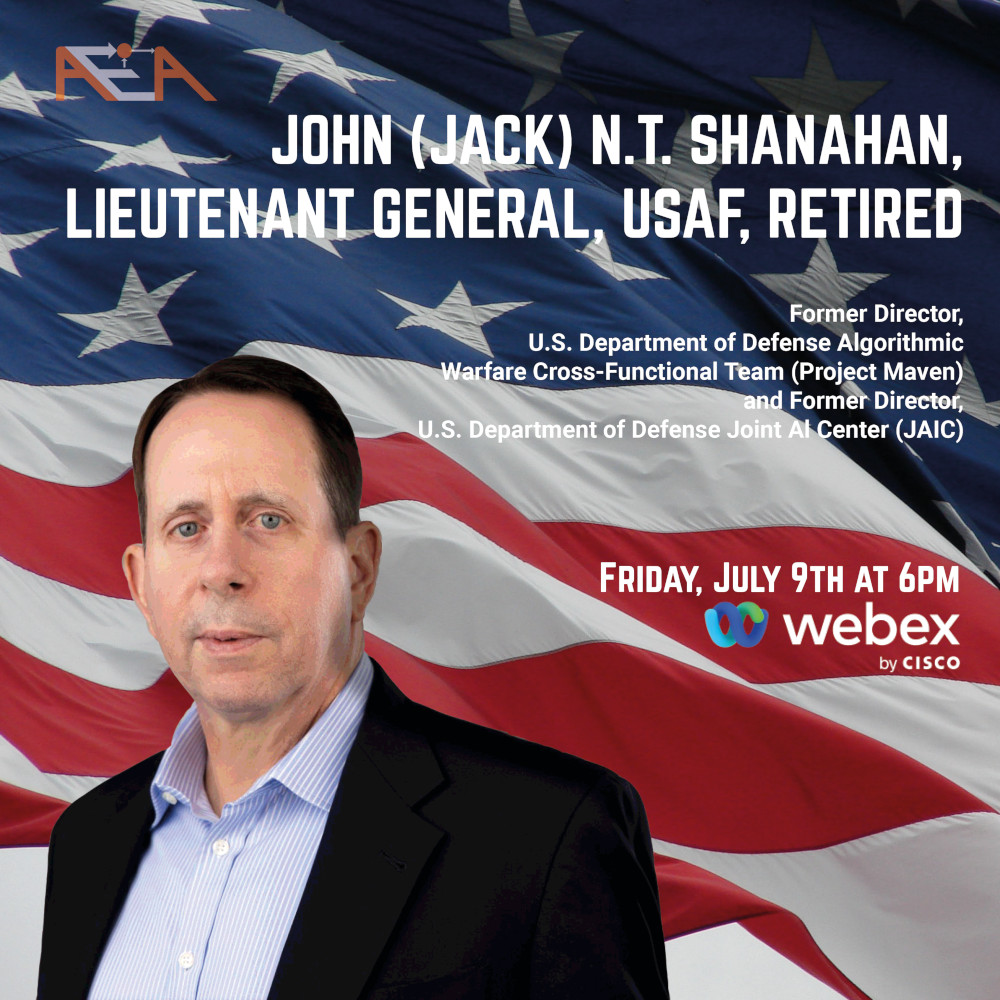 AEIA
JOHN (JACK) N.T. SHANAHAN,
LIEUTENANT GENERAL, USAF, RETIRED
Former Director,
U.S. Department of Defense Algorithmic
Warfare Cross-Functional Team (Project Maven)
and Former Director,
U.S. Department of Defense Joint AI Center (JAIC)
FRIDAY, JULY 9TH AT 6PM
webex
by CISCO